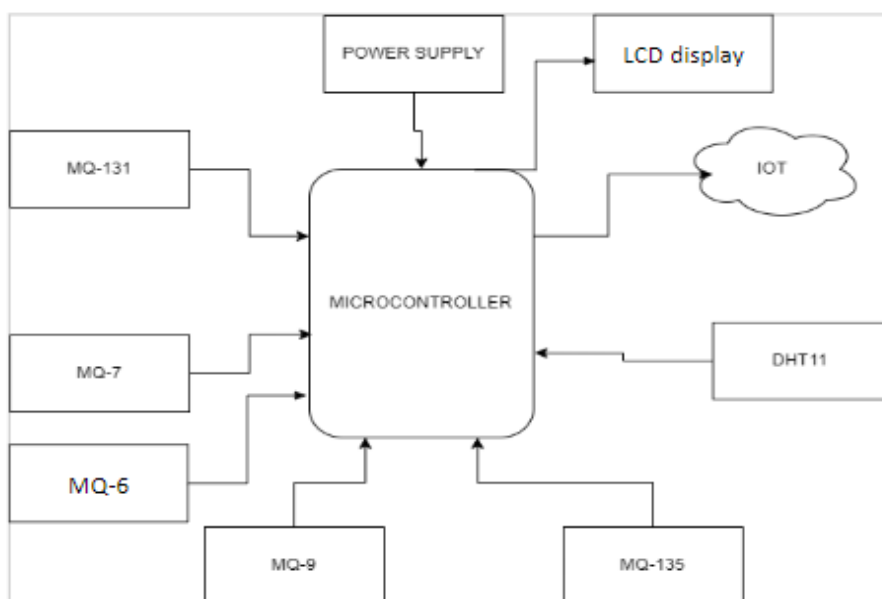 POWER SUPPLY
LCD display
MQ-131
IOT
MICROCONTROLLER
MQ-7
DHT11
MQ-6
MQ-9
MQ-135